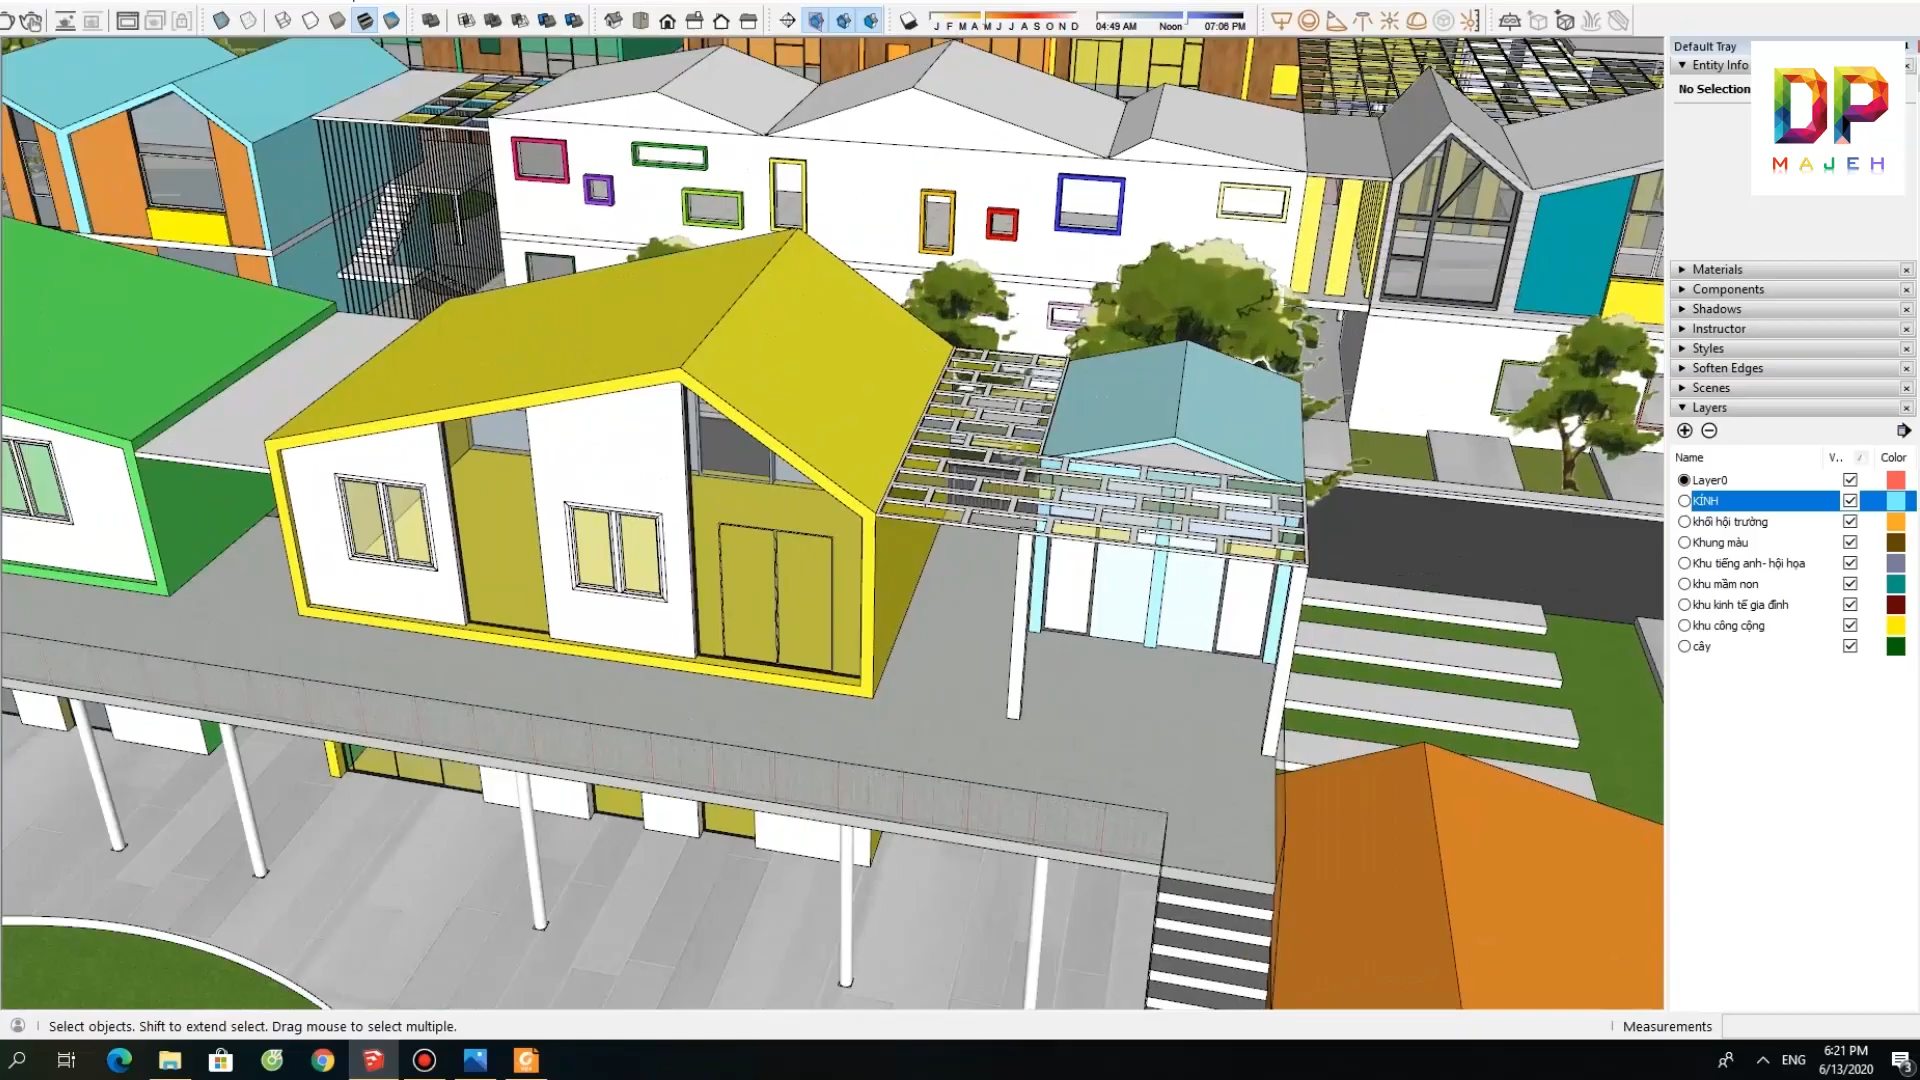 J F M A M J J A S O N D
04:49 AM Noon 07:06 PM
Default Tray
Entity Info
No Selection
DP
MAJEH
Materials
Components
Shadows
Instructor
Styles
Soften Edges
Scenes
Layers
Name V.. Color
Layer0
KÍNH
khối hội trường
Khung màu
Khu tiếng anh- hội họa
khu mầm non
khu kinh tế gia đình
khu công cộng
cây
Select objects. Shift to extend select. Drag mouse to select multiple.
Measurements
ENG
6:21 PM
6/13/2020
3